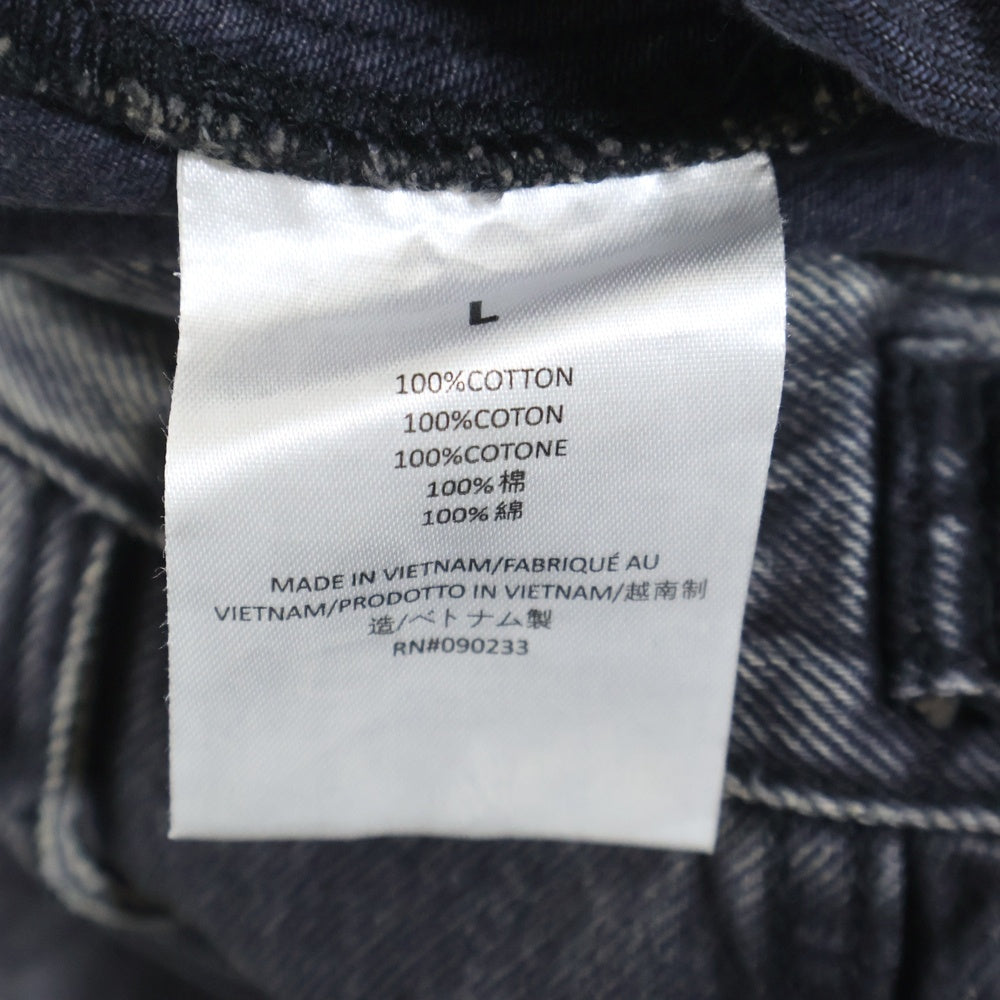 L
100%COTTON
100%COTON
100%COTONE
100%棉
100%綿
MADE IN VIETNAM/FABRIQUÉ AU
VIETNAM/PRODOTTO IN VIETNAM/越南制
造/ベトナム製
RN#090233